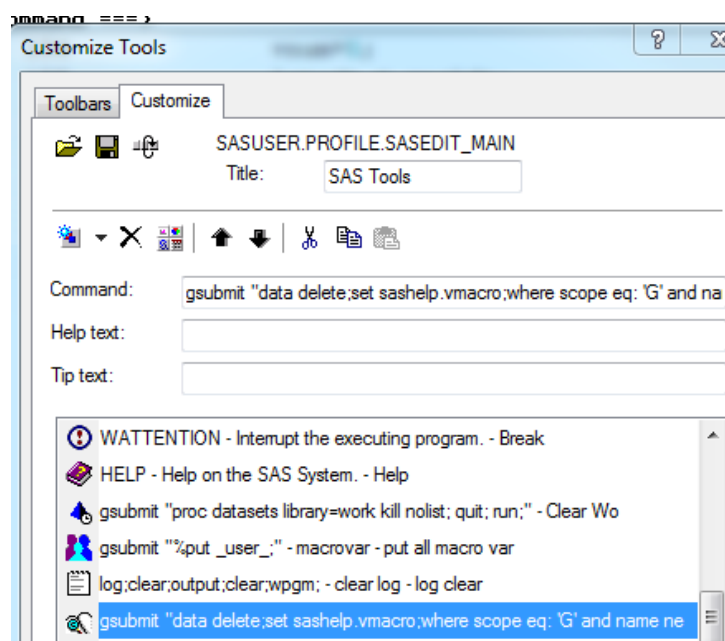 ommand ===>
Customize Tools
Toolbars Customize
SASUSER.PROFILE.SASEDIT_MAIN
Title: SAS Tools
Command: gsubmit "data delete;set sashelp.vmacro;where scope eq: 'G' and na
Help text:
Tip text:
WATTENTION - Interrupt the executing program. - Break
HELP - Help on the SAS System. - Help
gsubmit "proc datasets library=work kill nolist; quit; run;" - Clear Wo
gsubmit "%put _user_;" - macrovar - put all macro var
log;clear;output;clear;wpgm; - clear log - log clear
gsubmit "data delete;set sashelp.vmacro;where scope eq: 'G' and name ne